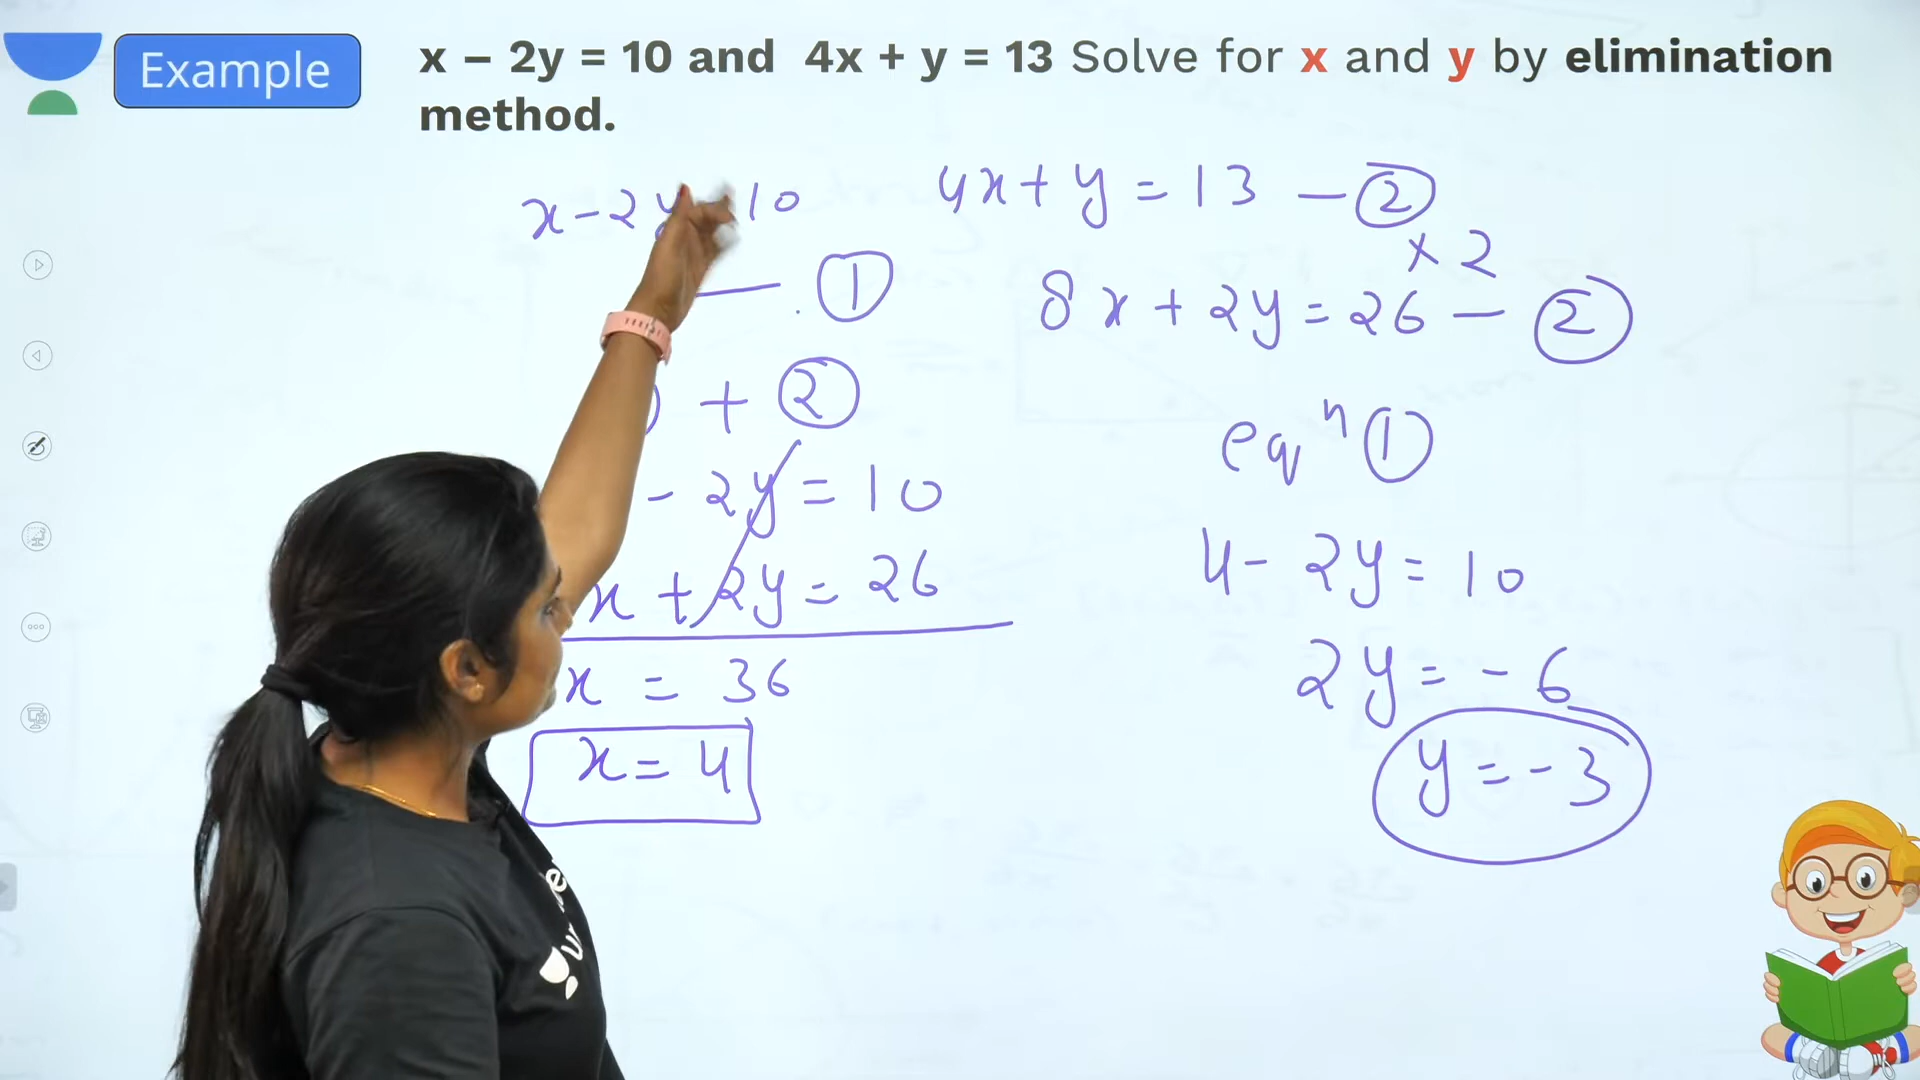 Example
x – 2y = 10 and 4x + y = 13 Solve for x and y by elimination
method.
x - 2y = 10
1
4x + y = 13 - 2
× 2
8x + 2y = 26 - 2
+ 2
- 2y = 10
x + 2y = 26
x = 36
x = 4
eqⁿ 1
4 - 2y = 10
2y = - 6
y = - 3